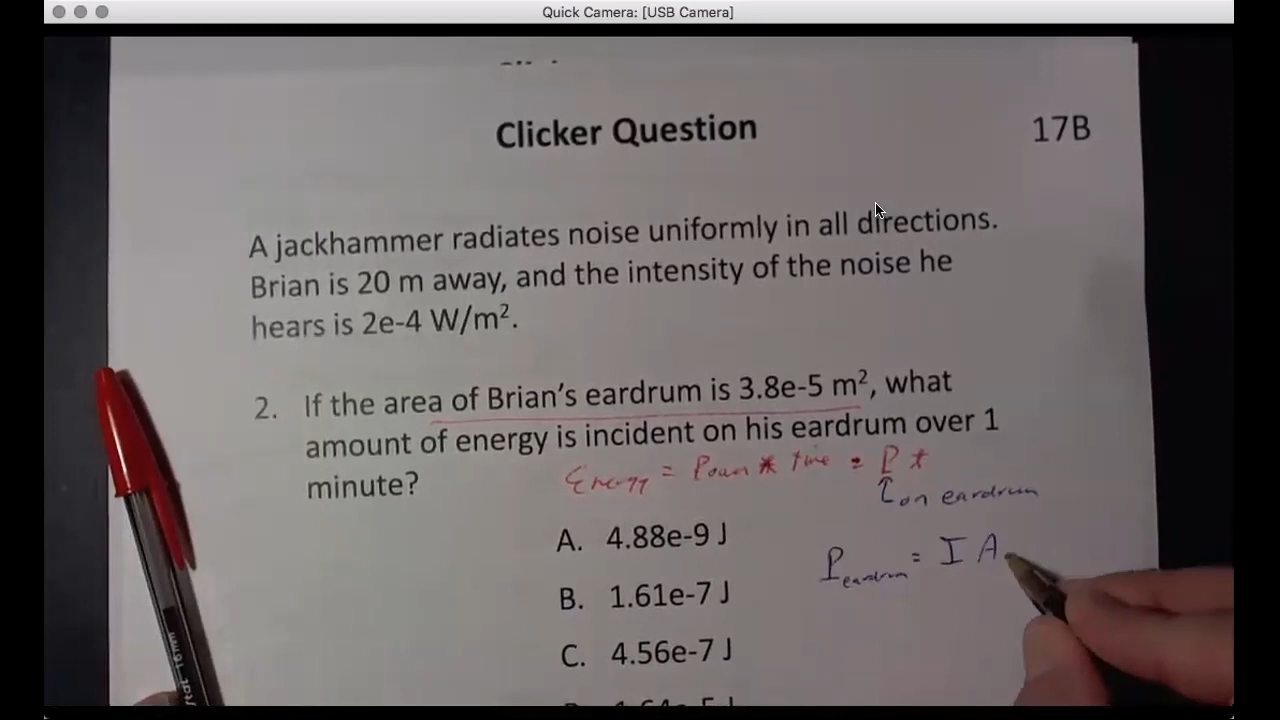 Quick Camera: [USB Camera]
Clicker Question
17B
A jackhammer radiates noise uniformly in all directions.
Brian is 20 m away, and the intensity of the noise he
hears is 2e-4 W/m².
2. If the area of Brian's eardrum is 3.8e-5 m², what
amount of energy is incident on his eardrum over 1
minute?
Energy = Power * time = P t
on eardrum
A. 4.88e-9 J
P eardrum = I A
B. 1.61e-7 J
C. 4.56e-7 J